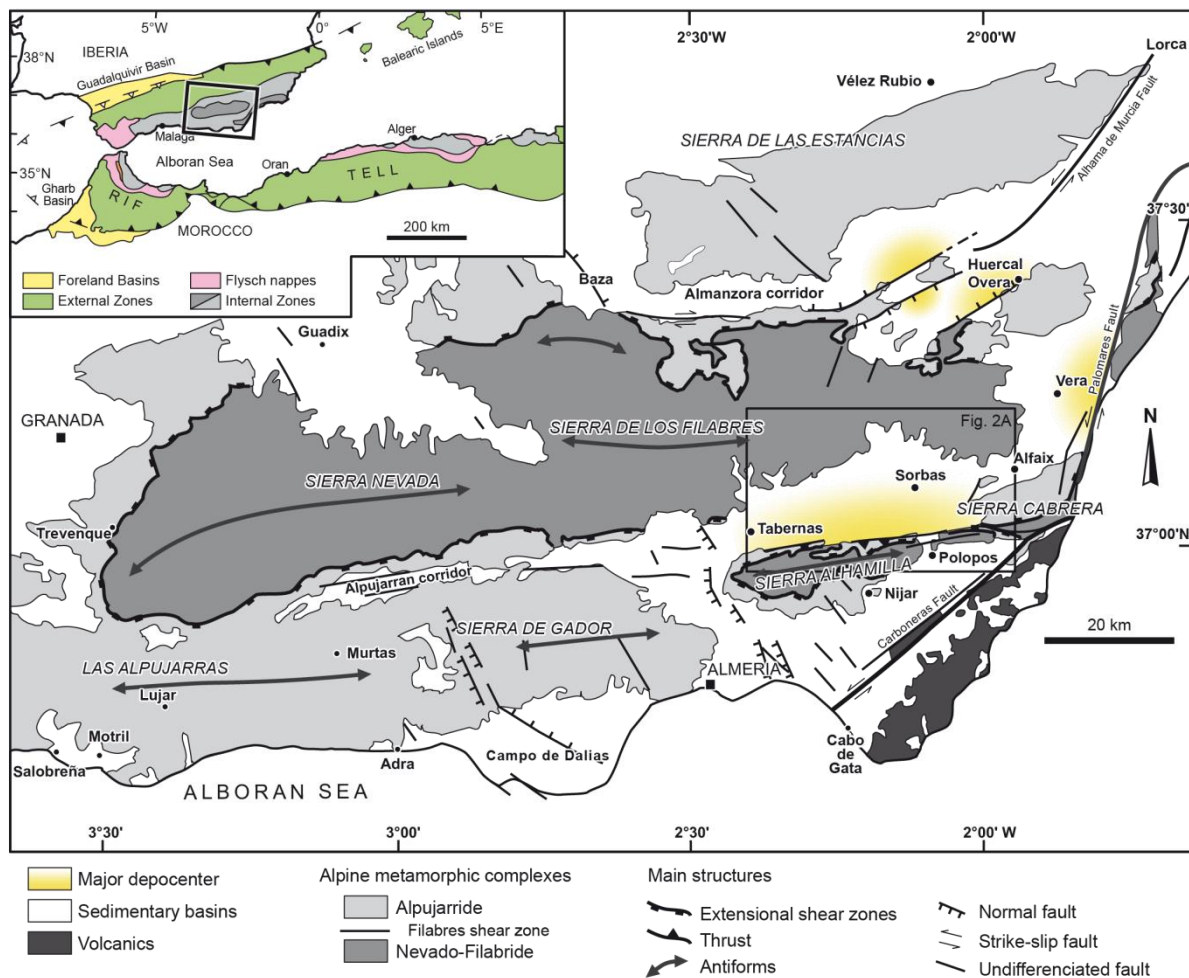 5°W
0°
5°E
38°N
IBERIA
Guadalquivir Basin
Balearic Islands
Malaga
Alger
Alboran Sea
Oran
35°N
TELL
RIF
Gharb
Basin
MOROCCO
200 km
Foreland Basins
Flysch nappes
External Zones
Internal Zones
2°30'
2°00' W
Lorca
Vélez Rubio
SIERRA DE LAS ESTANCIAS
Alhama de Murcia Fault
37°30'
Baza
Huercal
Overa
Almanzora corridor
Guadix
Palomares Fault
Vera
GRANADA
N
Fig. 2A
SIERRA DE LOS FILABRES
Alfaix
Sorbas
SIERRA NEVADA
SIERRA CABRERA
Trevenque
Tabernas
37°00' N
Polopos
Alpujarran corridor
SIERRA ALHAMILLA
Nijar
Carboneras Fault
20 km
SIERRA DE GADOR
LAS ALPUJARRAS
Murtas
ALMERIA
Lujar
Motril
Salobreña
Adra
Campo de Dalias
Cabo
de
Gata
ALBORAN SEA
3°30'
3°00'
2°30'
2°00' W
Major depocenter
Sedimentary basins
Volcanics
Alpine metamorphic complexes
Alpujarride
Filabres shear zone
Nevado-Filabride
Main structures
Extensional shear zones
Thrust
Antiforms
Normal fault
Strike-slip fault
Undifferenciated fault